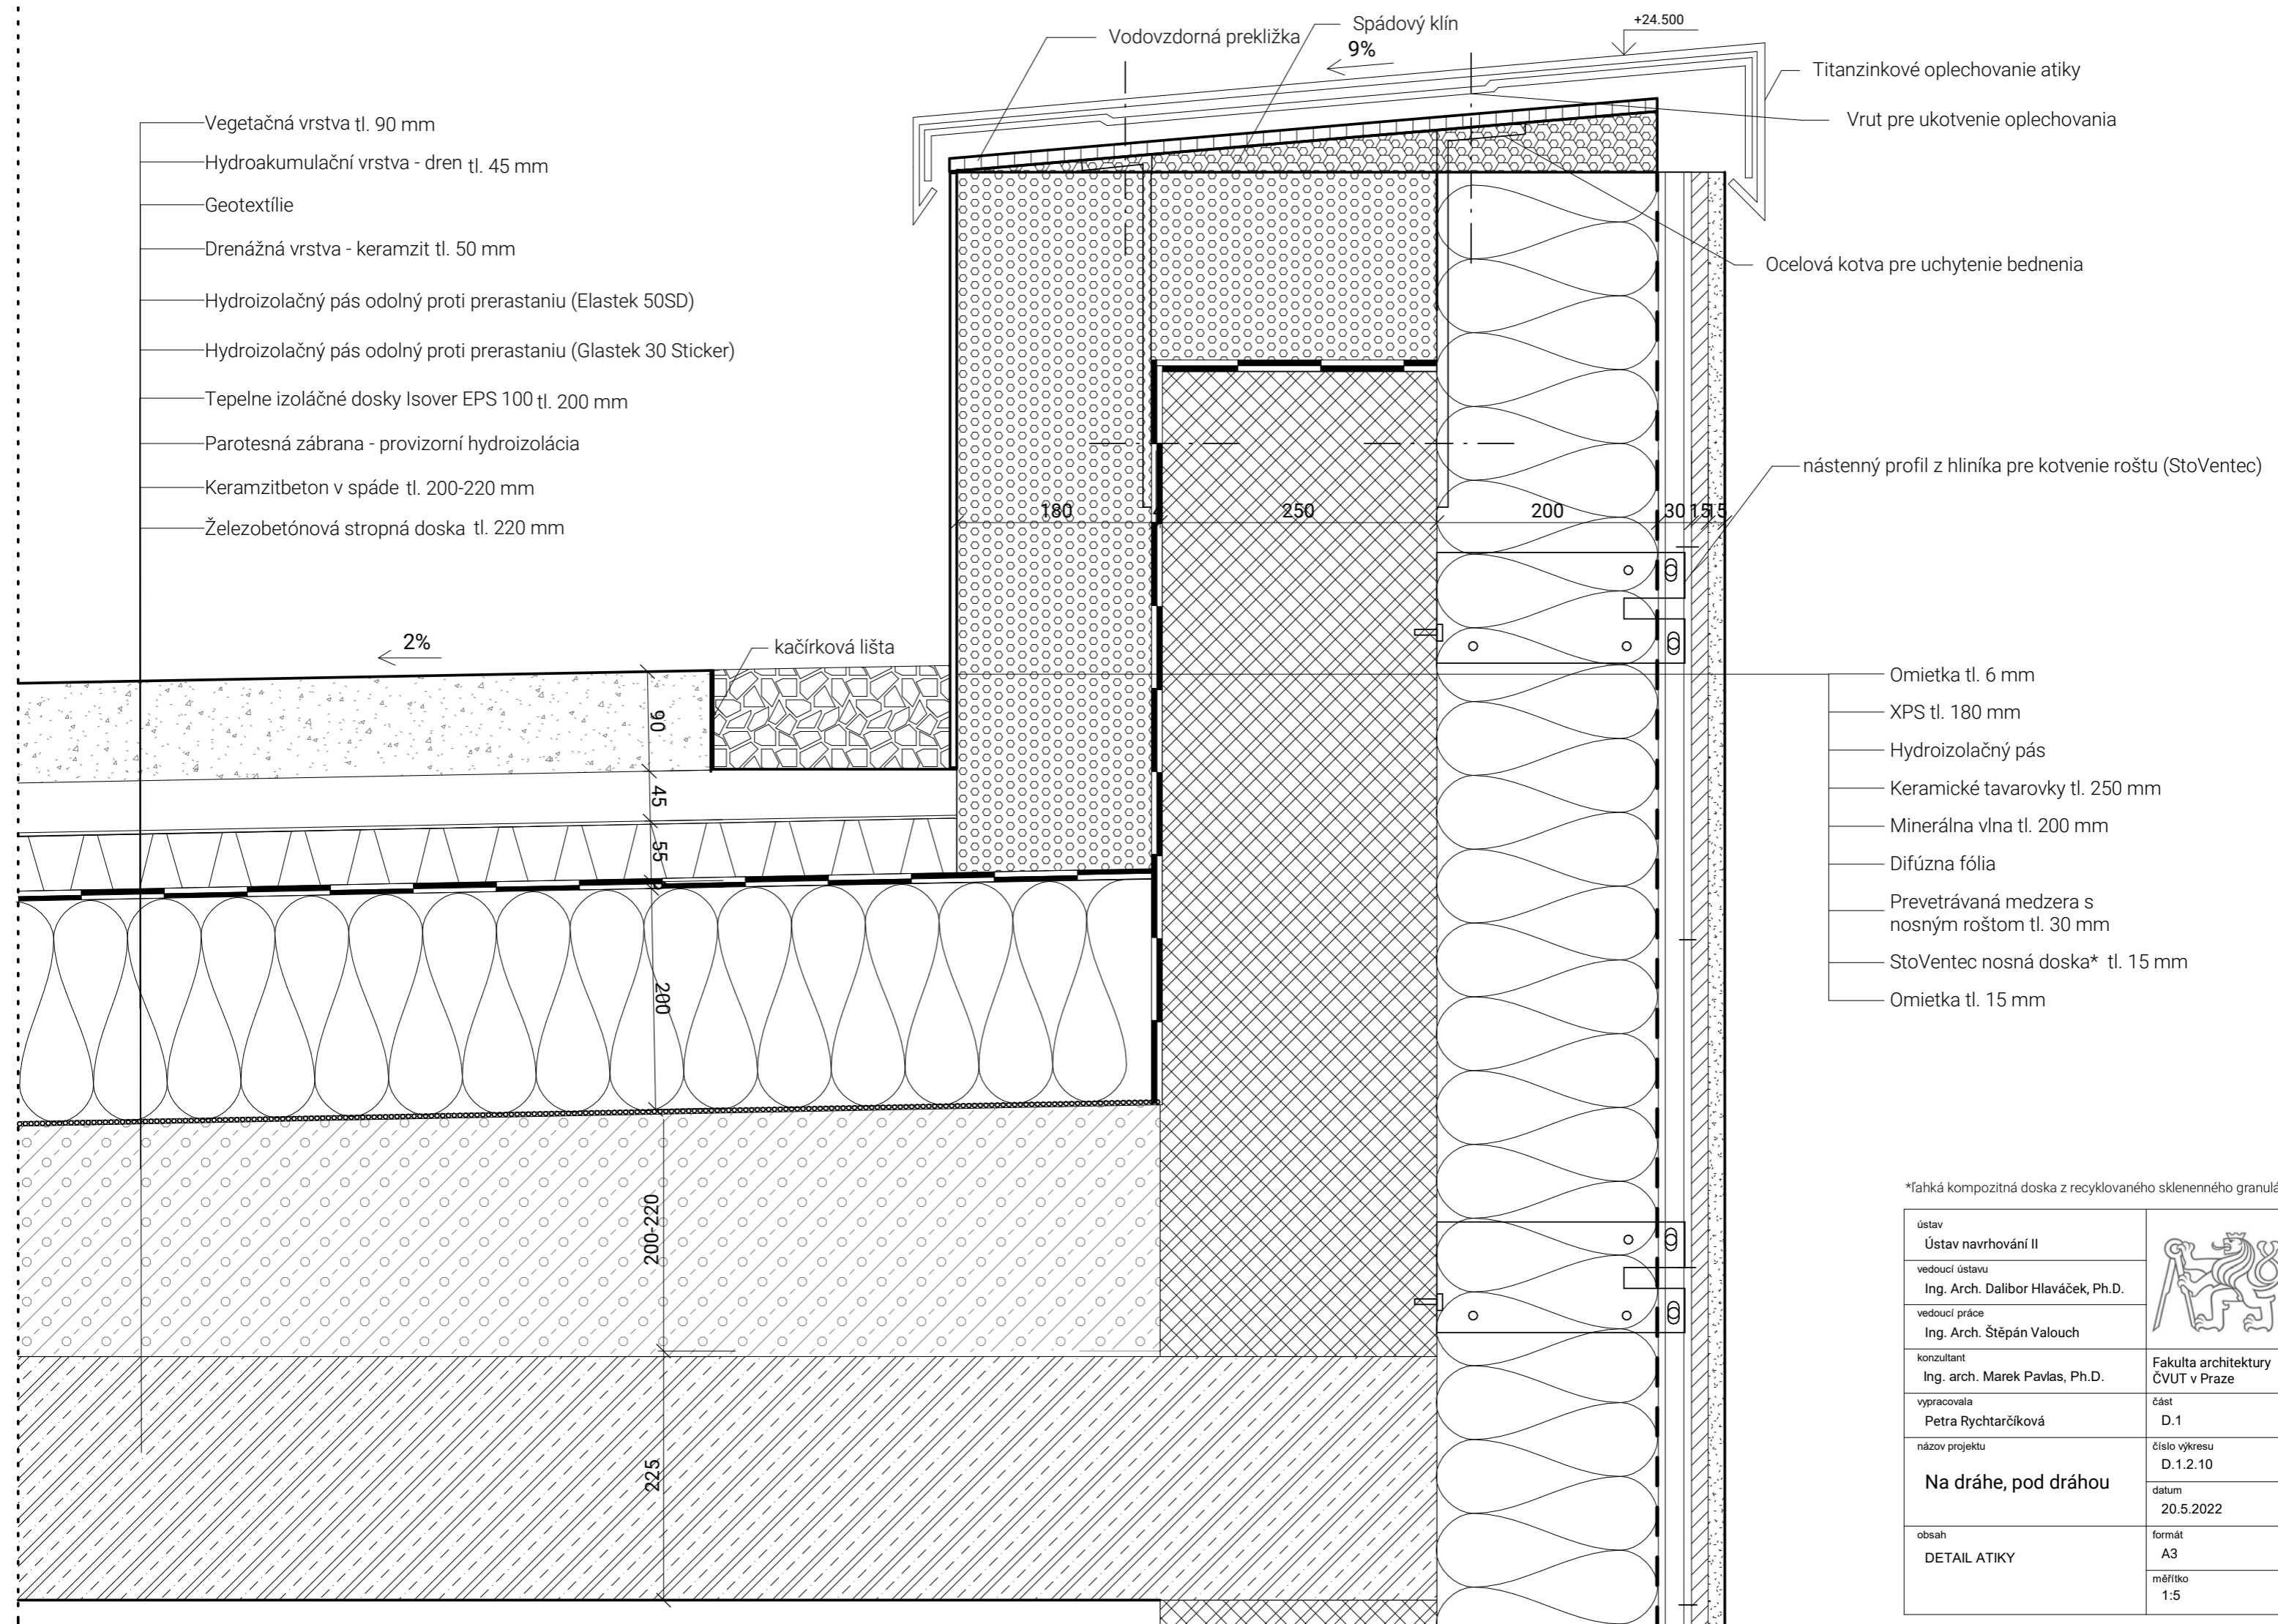 Vodovzdorná prekližka
Spádový klín
9%
+24.500
Titanzinkové oplechovanie atiky
Vrut pre ukotvenie oplechovania
Vegetačná vrstva tl. 90 mm
Hydroakumulační vrstva - dren tl. 45 mm
Geotextílie
Drenážná vrstva - keramzit tl. 50 mm
Hydroizolačný pás odolný proti prerastaniu (Elastek 50SD)
Hydroizolačný pás odolný proti prerastaniu (Glastek 30 Sticker)
Tepelne izoláčné dosky Isover EPS 100 tl. 200 mm
Parotesná zábrana - provizorní hydroizolácia
Keramzitbeton v spáde tl. 200-220 mm
Železobetónová stropná doska tl. 220 mm
Ocelová kotva pre uchytenie bednenia
nástenný profil z hliníka pre kotvenie roštu (StoVentec)
180
250
200
30
15
15
2%
kačírková lišta
90
45
55
200
200-220
225
Omietka tl. 6 mm
XPS tl. 180 mm
Hydroizolačný pás
Keramické tavarovky tl. 250 mm
Minerálna vlna tl. 200 mm
Difúzna fólia
Prevetrávaná medzera s
nosným roštom tl. 30 mm
StoVentec nosná doska* tl. 15 mm
Omietka tl. 15 mm
*ľahká kompozitná doska z recyklovaného sklenenného
ústav
Ústav navrhování II
vedoucí ústavu
Ing. Arch. Dalibor Hlaváček, Ph.D.
vedoucí práce
Ing. Arch. Štěpán Valouch
konzultant
Ing. arch. Marek Pavlas, Ph.D.
Fakulta architektury
ČVUT v Praze
vypracovala
Petra Rychtarčíková
část
D.1
názov projektu
Na dráhe, pod dráhou
číslo výkresu
D.1.2.10
datum
20.5.2022
obsah
DETAIL ATIKY
formát
A3
měřítko
1:5